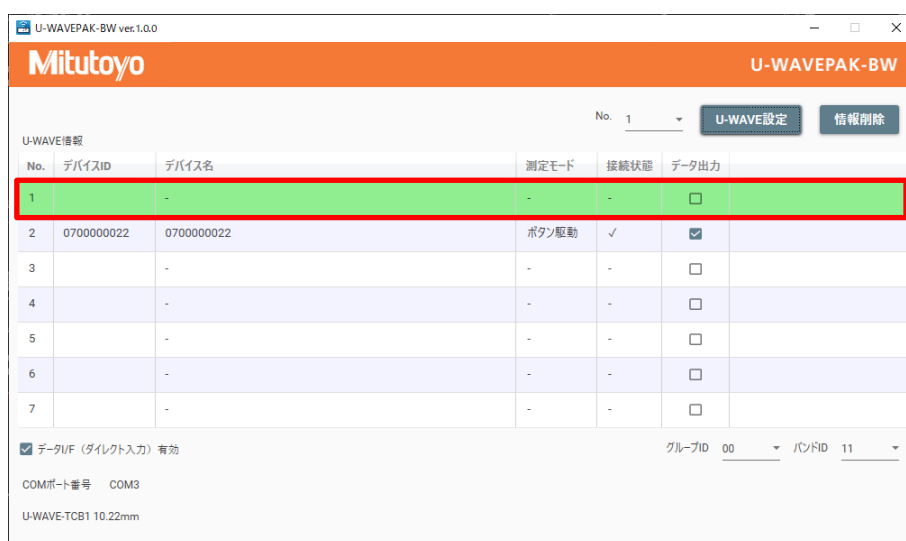 U-WAVEPAK-BW ver.1.0.0
Mitutoyo U-WAVEPAK-BW
No. 1 U-WAVE設定 情報削除
U-WAVE情報
No. デバイスID デバイス名 測定モード 接続状態 データ出力
1 - - -
2 0700000022 0700000022 ボタン駆動 ✓
3 - - -
4 - - -
5 - - -
6 - - -
7 - - -
データI/F（ダイレクト入力）有効 グループID 00 バンドID 11
COMポート番号 COM3
U-WAVE-TCB1 10.22mm